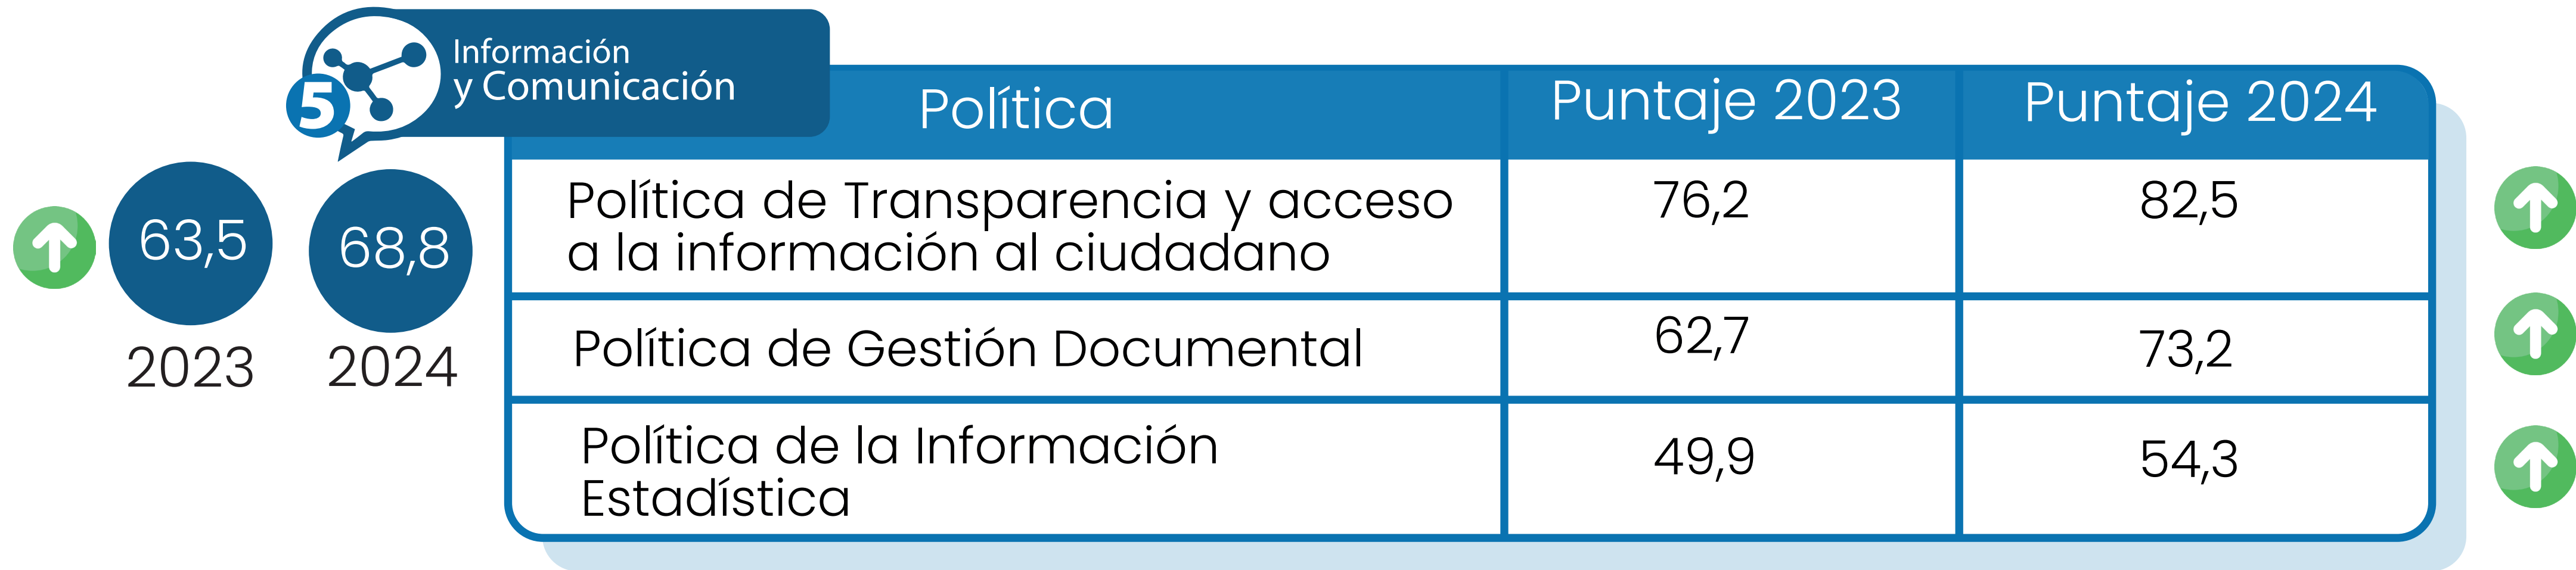 Información
y Comunicación
5
63,5
68,8
2023
2024
Política
Puntaje 2023
Puntaje 2024
Política de Transparencia y acceso
a la información al ciudadano
76,2
82,5
Política de Gestión Documental
62,7
73,2
Política de la Información
Estadística
49,9
54,3